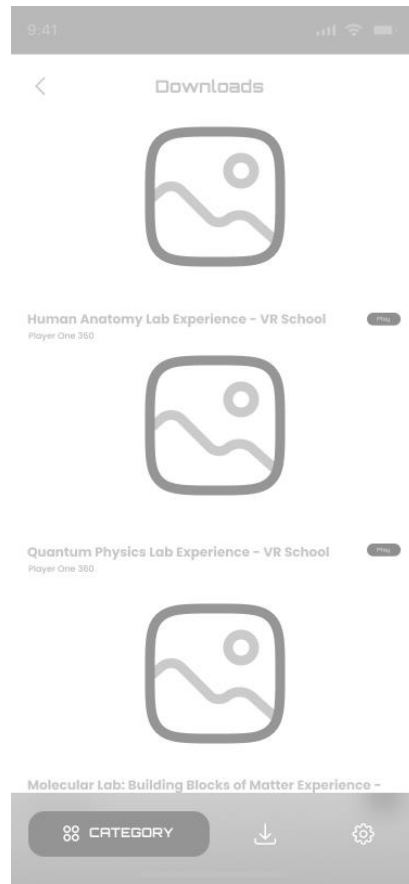 9:41
Downloads
Human Anatomy Lab Experience - VR School
Play
Player One 360
Quantum Physics Lab Experience - VR School
Play
Player One 360
Molecular Lab: Building Blocks of Matter Experience -
CATEGORY